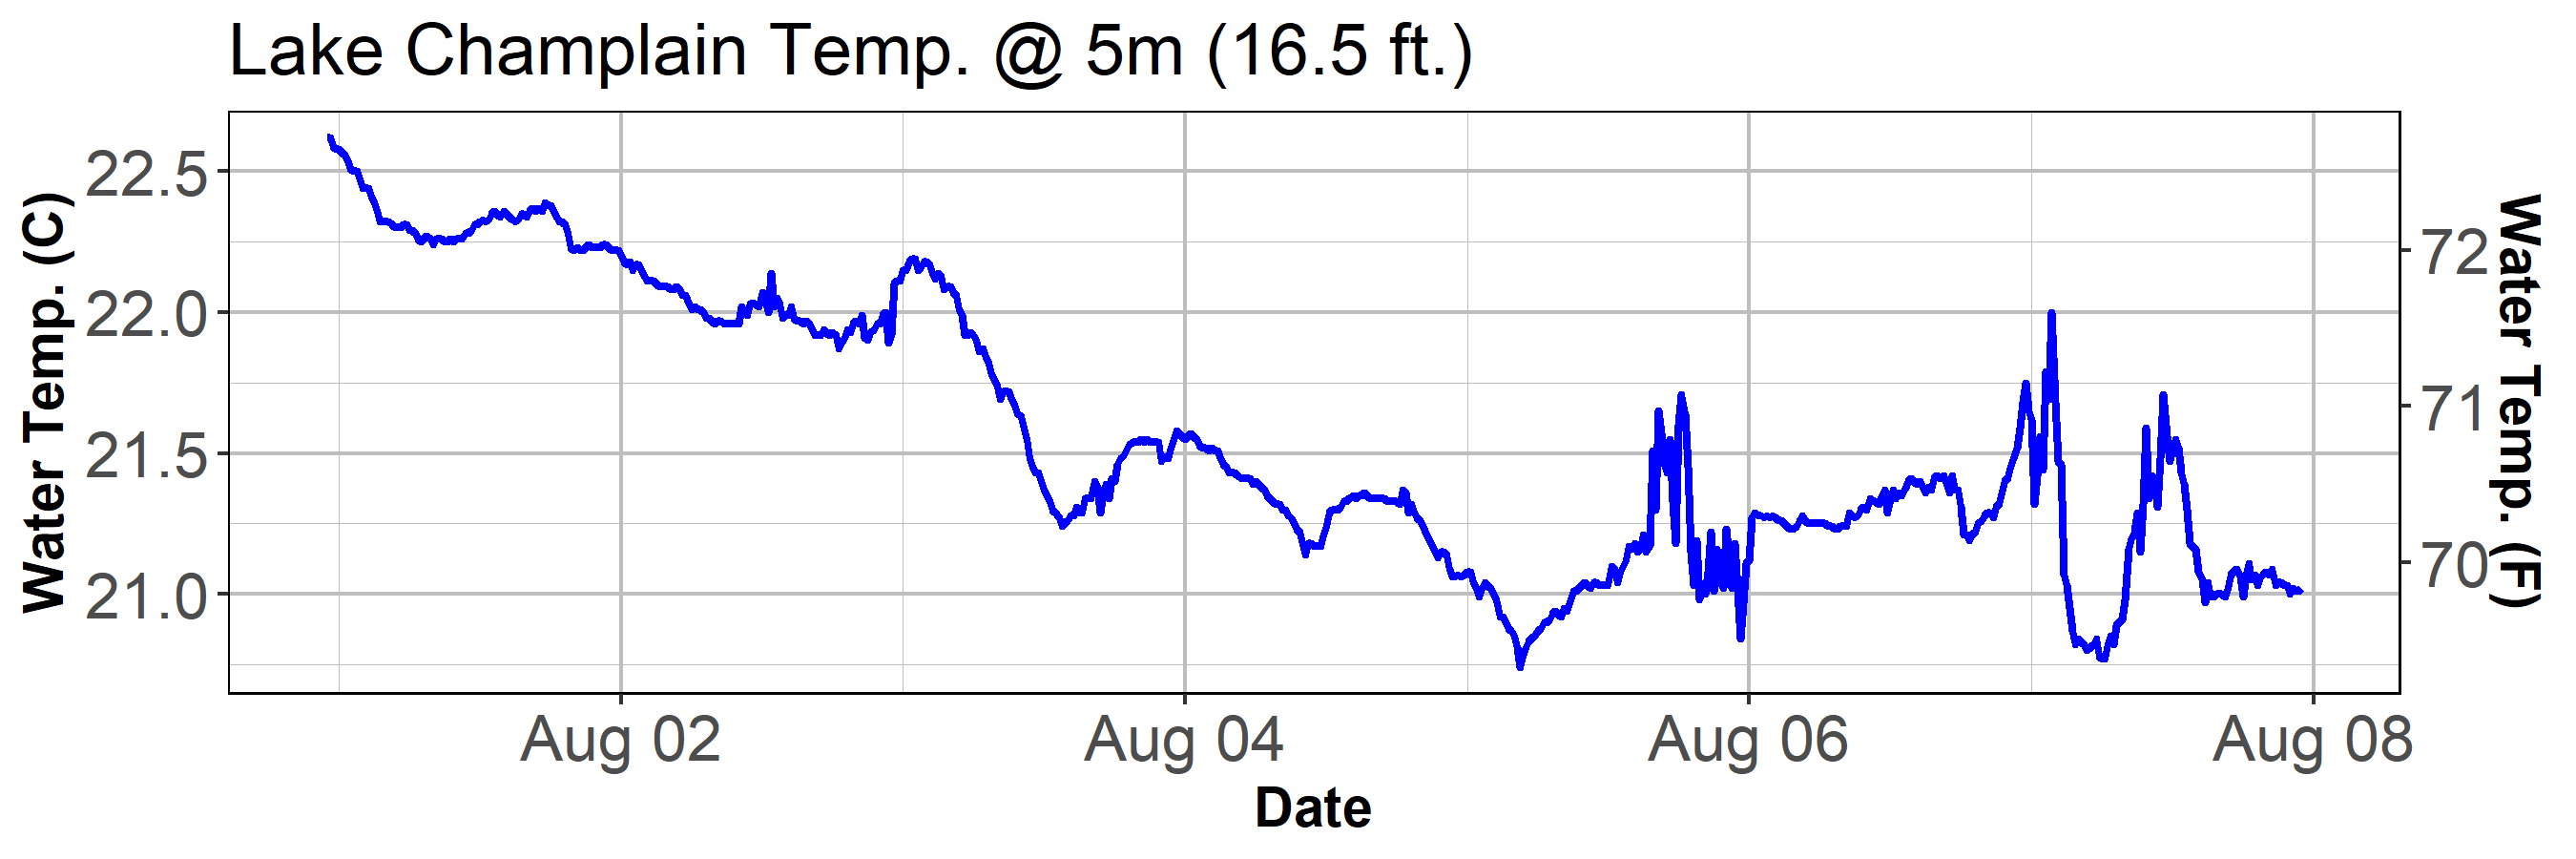 Lake Champlain Temp. @ 5m (16.5 ft.)
Water Temp. (C)
22.5
22.0
21.5
21.0
72
71
70
Water Temp. (F)
Aug 02 Aug 04 Aug 06 Aug 08
Date